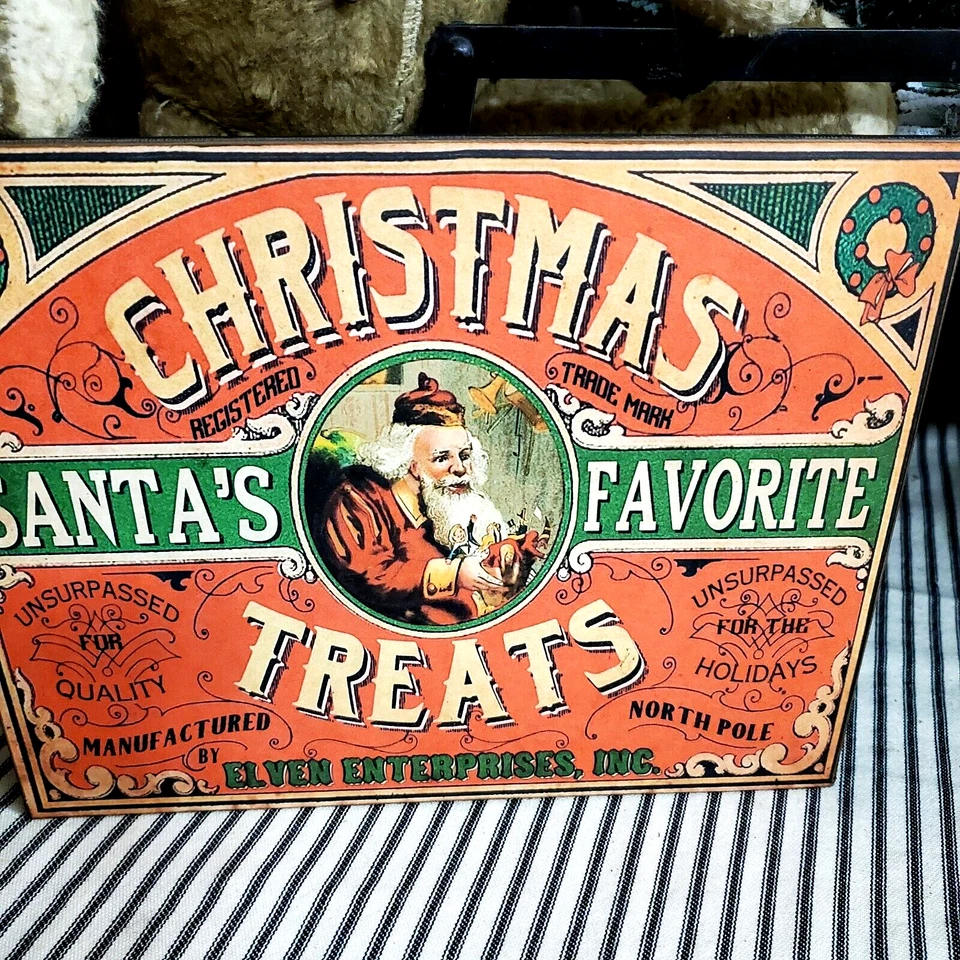 CHRISTMAS
REGISTERED TRADE MARK
SANTA'S FAVORITE
TREATS
UNSURPASSED
FOR
QUALITY
UNSURPASSED
FOR THE
HOLIDAYS
MANUFACTURED
BY
ELVEN ENTERPRISES, INC.
NORTH POLE